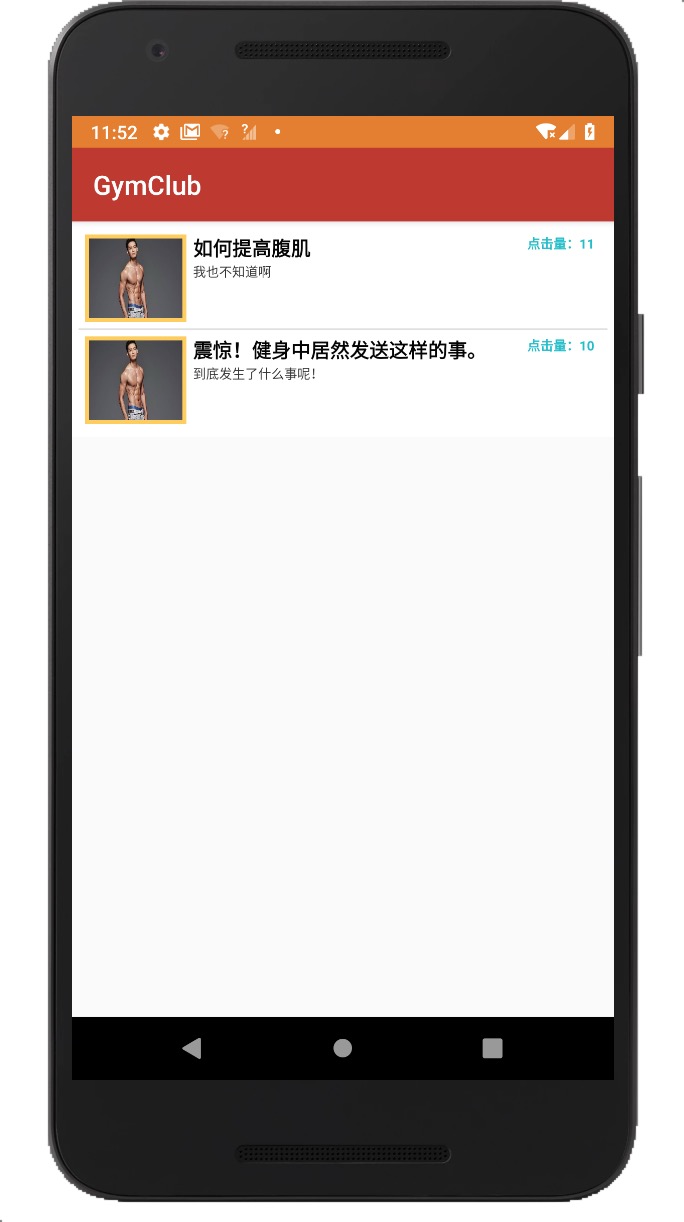 11:52
GymClub
如何提高腹肌
点击量：11
我也不知道啊
震惊！健身中居然发送这样的事。
点击量：10
到底发生了什么事呢！